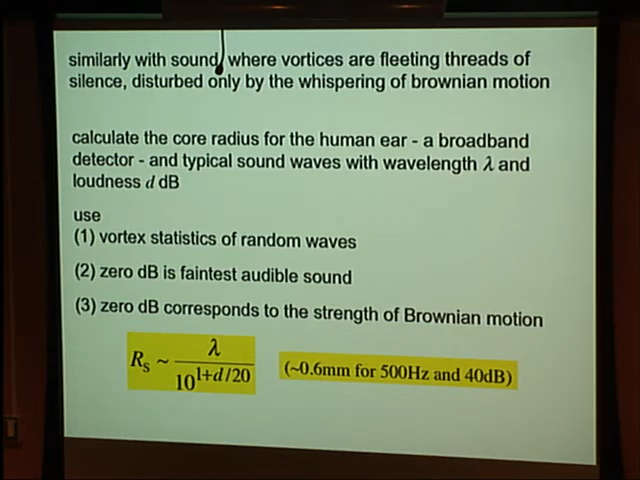 similarly with sound, where vortices are fleeting threads of
silence, disturbed only by the whispering of brownian motion
calculate the core radius for the human ear - a broadband
detector - and typical sound waves with wavelength λ and
loudness d dB
use
(1) vortex statistics of random waves
(2) zero dB is faintest audible sound
(3) zero dB corresponds to the strength of Brownian motion
R_S ~ λ / 10^{1+d/20} (~0.6mm for 500Hz and 40dB)